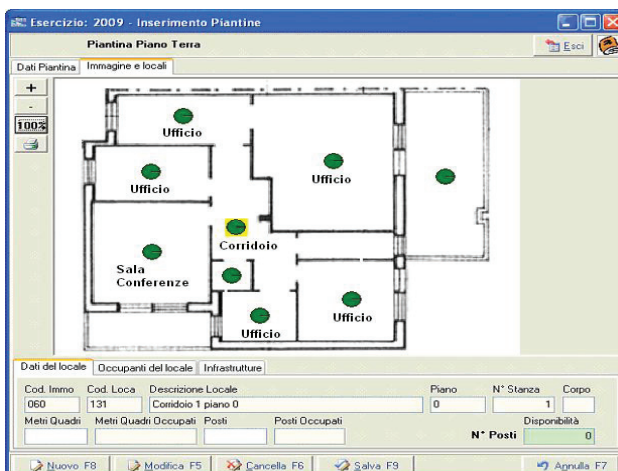 Esercizio: 2009 - Inserimento Piantine
Piantina Piano Terra
Esci
Dati Piantina Immagine e locali
+
-
100%
Ufficio
Ufficio
Ufficio
Corridoio
Sala
Conferenze
Ufficio
Ufficio
Dati del locale Occupanti del locale Infrastrutture
Cod. Immo Cod. Loca Descrizione Locale Piano N° Stanza Corpo
060 131 Corridoio 1 piano 0 0 1
Metri Quadri Metri Quadri Occupati Posti Posti Occupati Disponibilità
N° Posti 0
Nuovo F8 Modifica F5 Cancella F6 Salva F9 Annulla F7